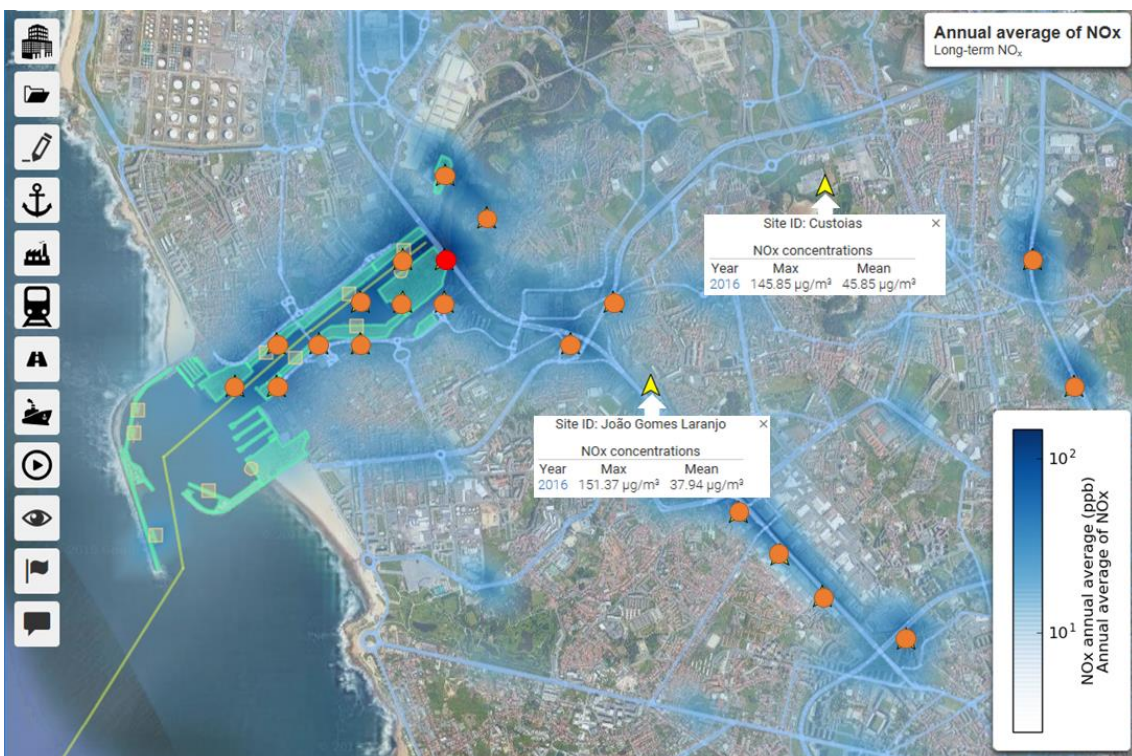 Annual average of NOx
Long-term NOₓ
Site ID: Custoias ×
NOx concentrations
Year Max Mean
2016 145.85 µg/m³ 45.85 µg/m³
Site ID: João Gomes Laranjo ×
NOx concentrations
Year Max Mean
2016 151.37 µg/m³ 37.94 µg/m³
10²
10¹
NOx annual average (ppb)
Annual average of NOx